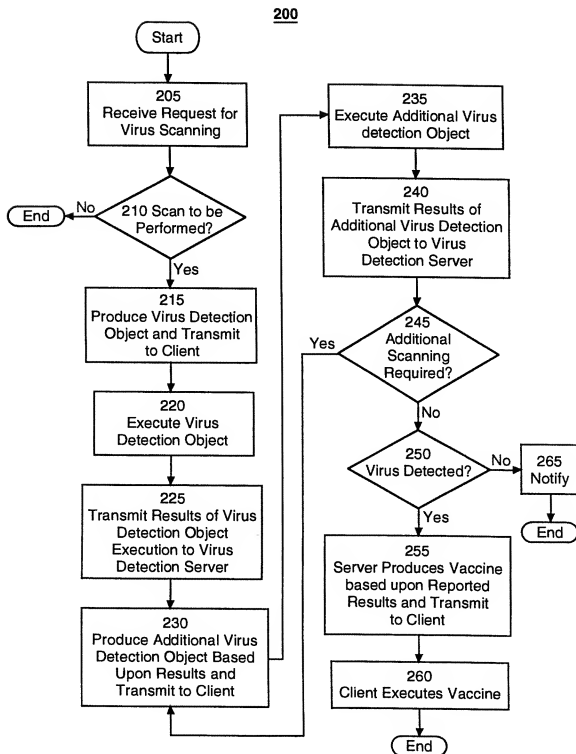 200
Start
205
Receive Request for
Virus Scanning
210 Scan to be
Performed?
No
End
Yes
215
Produce Virus Detection
Object and Transmit
to Client
220
Execute Virus
Detection Object
225
Transmit Results of Virus
Detection Object
Execution to Virus
Detection Server
230
Produce Additional Virus
Detection Object Based
Upon Results and
Transmit to Client
235
Execute Additional Virus
detection Object
240
Transmit Results of
Additional Virus Detection
Object to Virus
Detection Server
245
Additional
Scanning
Required?
Yes
No
250
Virus Detected?
No
265
Notify
End
Yes
255
Server Produces Vaccine
based upon Reported
Results and Transmit
to Client
260
Client Executes Vaccine
End